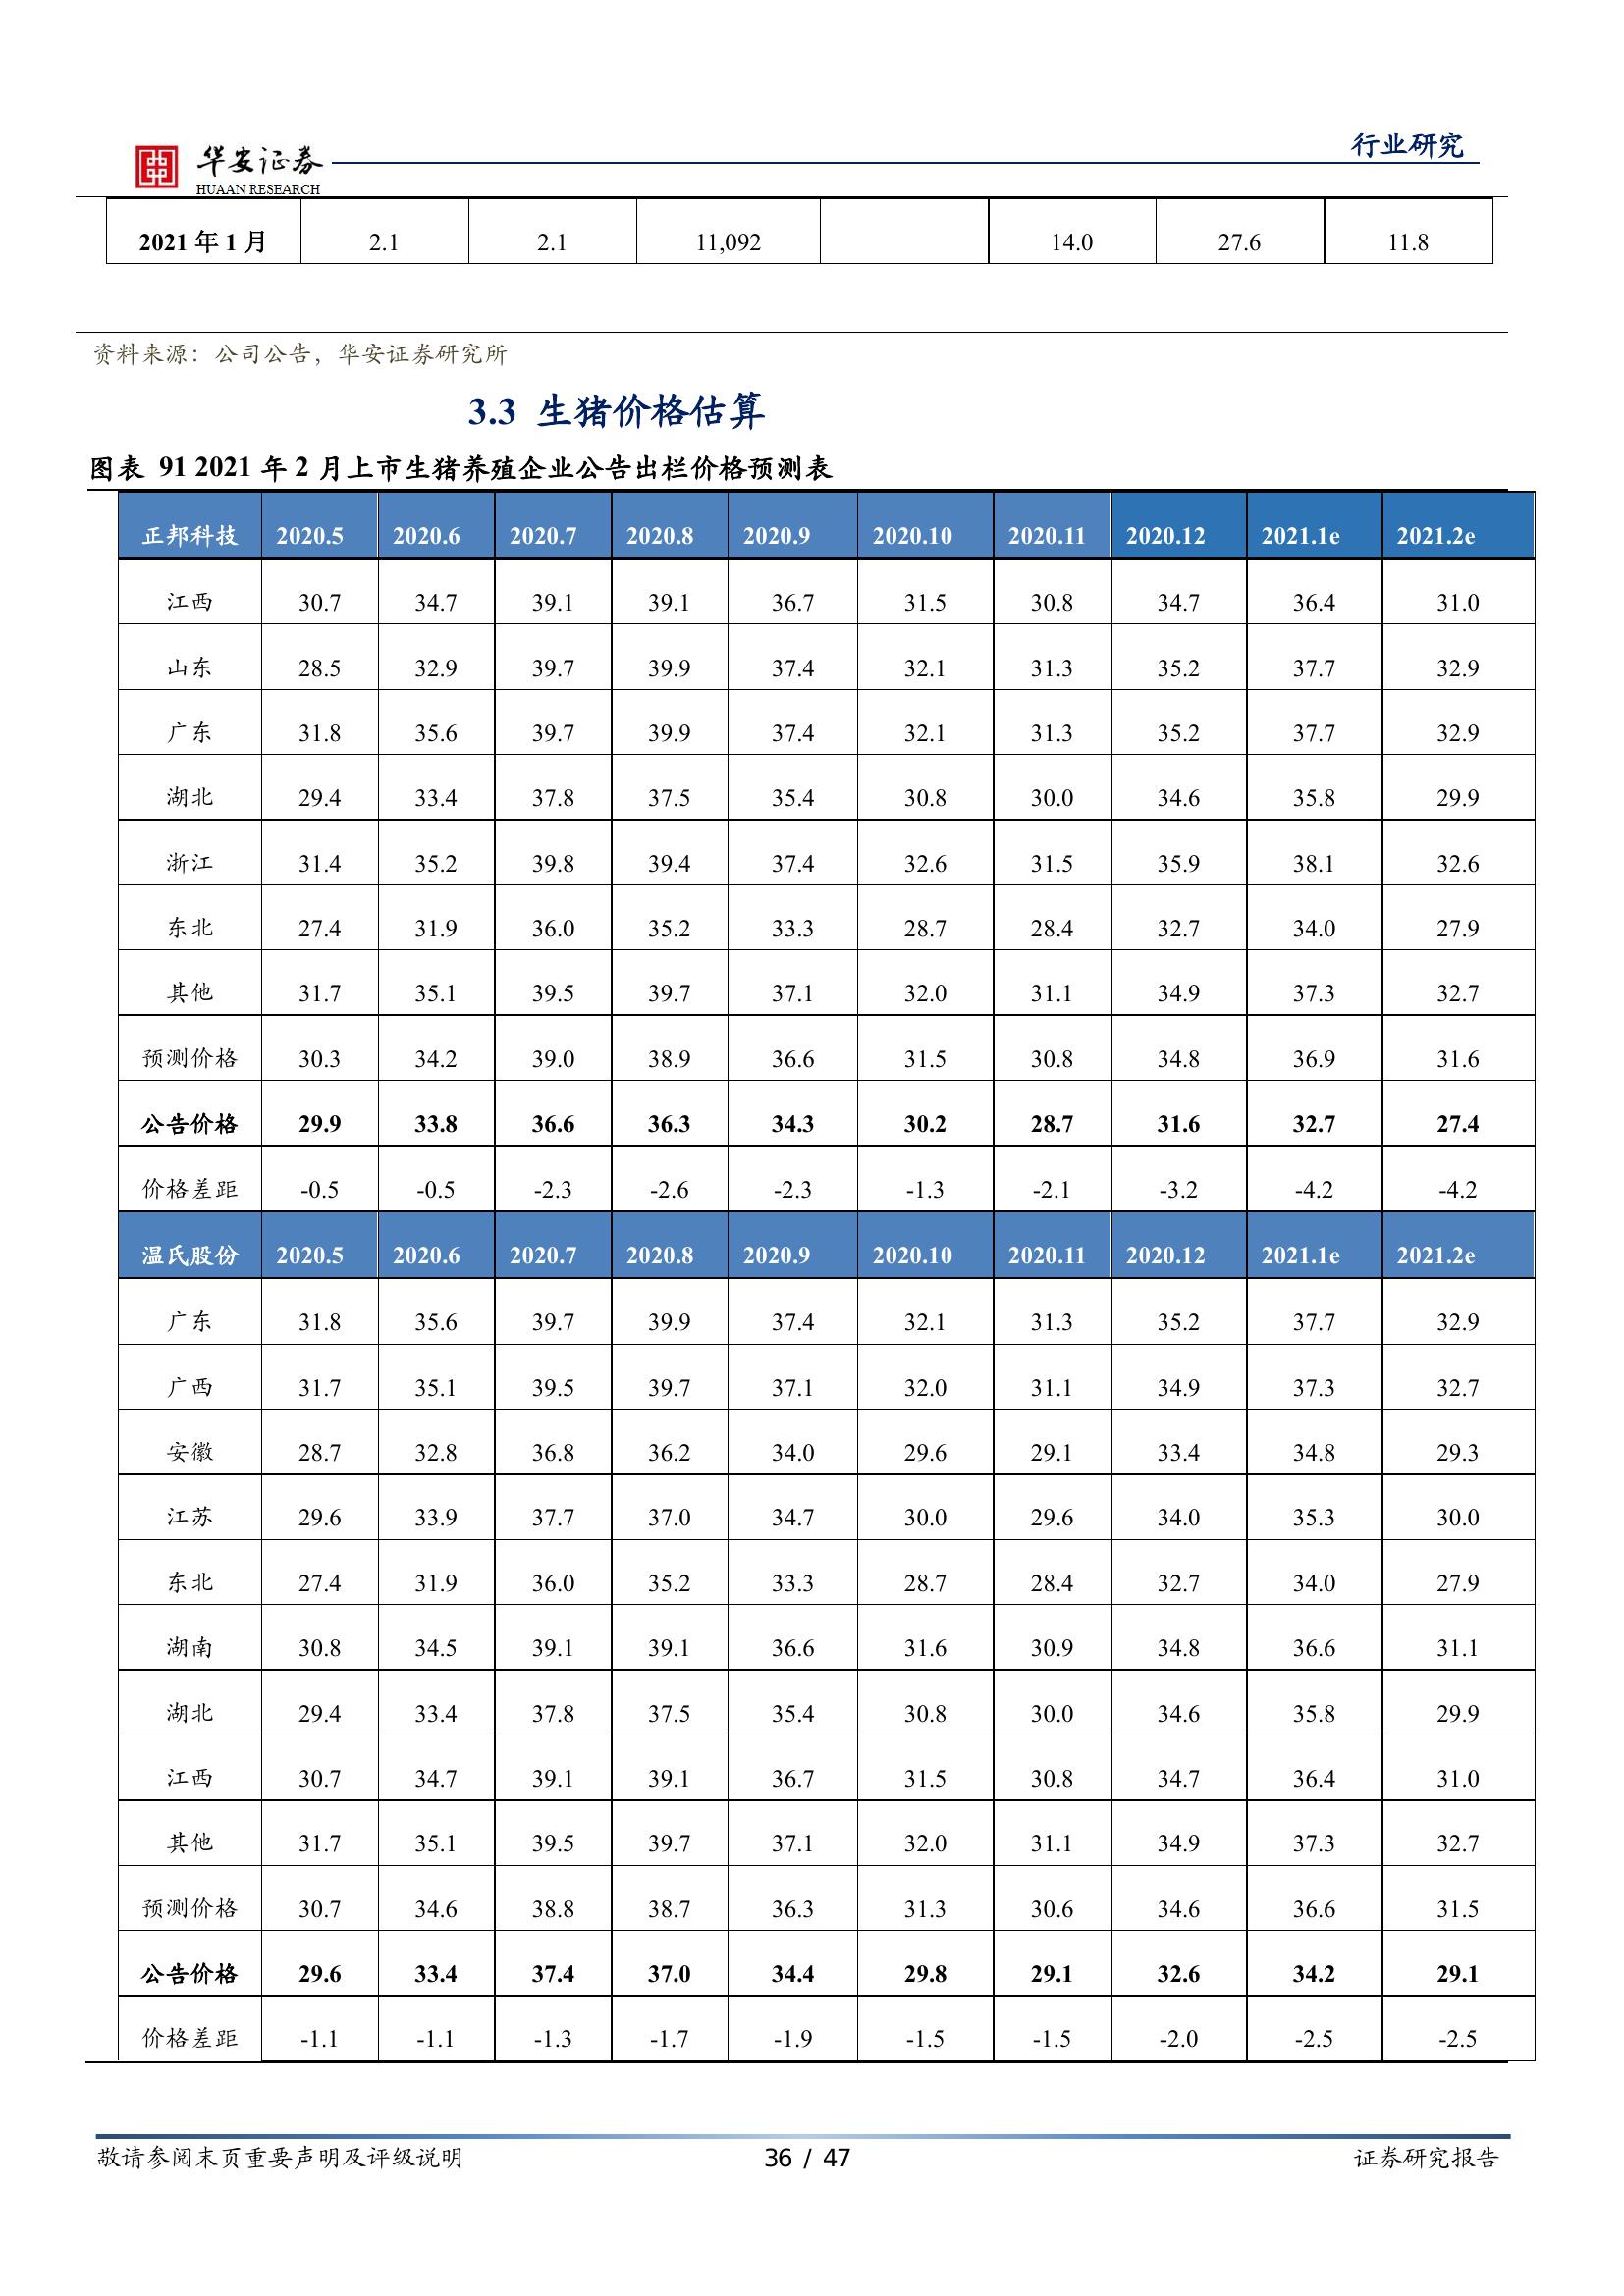 行业研究
华安证券
HUAAN RESEARCH
2021 年 1 月 2.1 2.1 11,092 14.0 27.6 11.8
资料来源：公司公告，华安证券研究所
3.3 生猪价格估算
图表 91 2021 年 2 月上市生猪养殖企业公告出栏价格预测表
正邦科技 2020.5 2020.6 2020.7 2020.8 2020.9 2020.10 2020.11 2020.12 2021.1e 2021.2e
江西 30.7 34.7 39.1 39.1 36.7 31.5 30.8 34.7 36.4 31.0
山东 28.5 32.9 39.7 39.9 37.4 32.1 31.3 35.2 37.7 32.9
广东 31.8 35.6 39.7 39.9 37.4 32.1 31.3 35.2 37.7 32.9
湖北 29.4 33.4 37.8 37.5 35.4 30.8 30.0 34.6 35.8 29.9
浙江 31.4 35.2 39.8 39.4 37.4 32.6 31.5 35.9 38.1 32.6
东北 27.4 31.9 36.0 35.2 33.3 28.7 28.4 32.7 34.0 27.9
其他 31.7 35.1 39.5 39.7 37.1 32.0 31.1 34.9 37.3 32.7
预测价格 30.3 34.2 39.0 38.9 36.6 31.5 30.8 34.8 36.9 31.6
公告价格 29.9 33.8 36.6 36.3 34.3 30.2 28.7 31.6 32.7 27.4
价格差距 -0.5 -0.5 -2.3 -2.6 -2.3 -1.3 -2.1 -3.2 -4.2 -4.2
温氏股份 2020.5 2020.6 2020.7 2020.8 2020.9 2020.10 2020.11 2020.12 2021.1e 2021.2e
广东 31.8 35.6 39.7 39.9 37.4 32.1 31.3 35.2 37.7 32.9
广西 31.7 35.1 39.5 39.7 37.1 32.0 31.1 34.9 37.3 32.7
安徽 28.7 32.8 36.8 36.2 34.0 29.6 29.1 33.4 34.8 29.3
江苏 29.6 33.9 37.7 37.0 34.7 30.0 29.6 34.0 35.3 30.0
东北 27.4 31.9 36.0 35.2 33.3 28.7 28.4 32.7 34.0 27.9
湖南 30.8 34.5 39.1 39.1 36.6 31.6 30.9 34.8 36.6 31.1
湖北 29.4 33.4 37.8 37.5 35.4 30.8 30.0 34.6 35.8 29.9
江西 30.7 34.7 39.1 39.1 36.7 31.5 30.8 34.7 36.4 31.0
其他 31.7 35.1 39.5 39.7 37.1 32.0 31.1 34.9 37.3 32.7
预测价格 30.7 34.6 38.8 38.7 36.3 31.3 30.6 34.6 36.6 31.5
公告价格 29.6 33.4 37.4 37.0 34.4 29.8 29.1 32.6 34.2 29.1
价格差距 -1.1 -1.1 -1.3 -1.7 -1.9 -1.5 -1.5 -2.0 -2.5 -2.5
敬请参阅末页重要声明及评级说明 36 / 47 证券研究报告